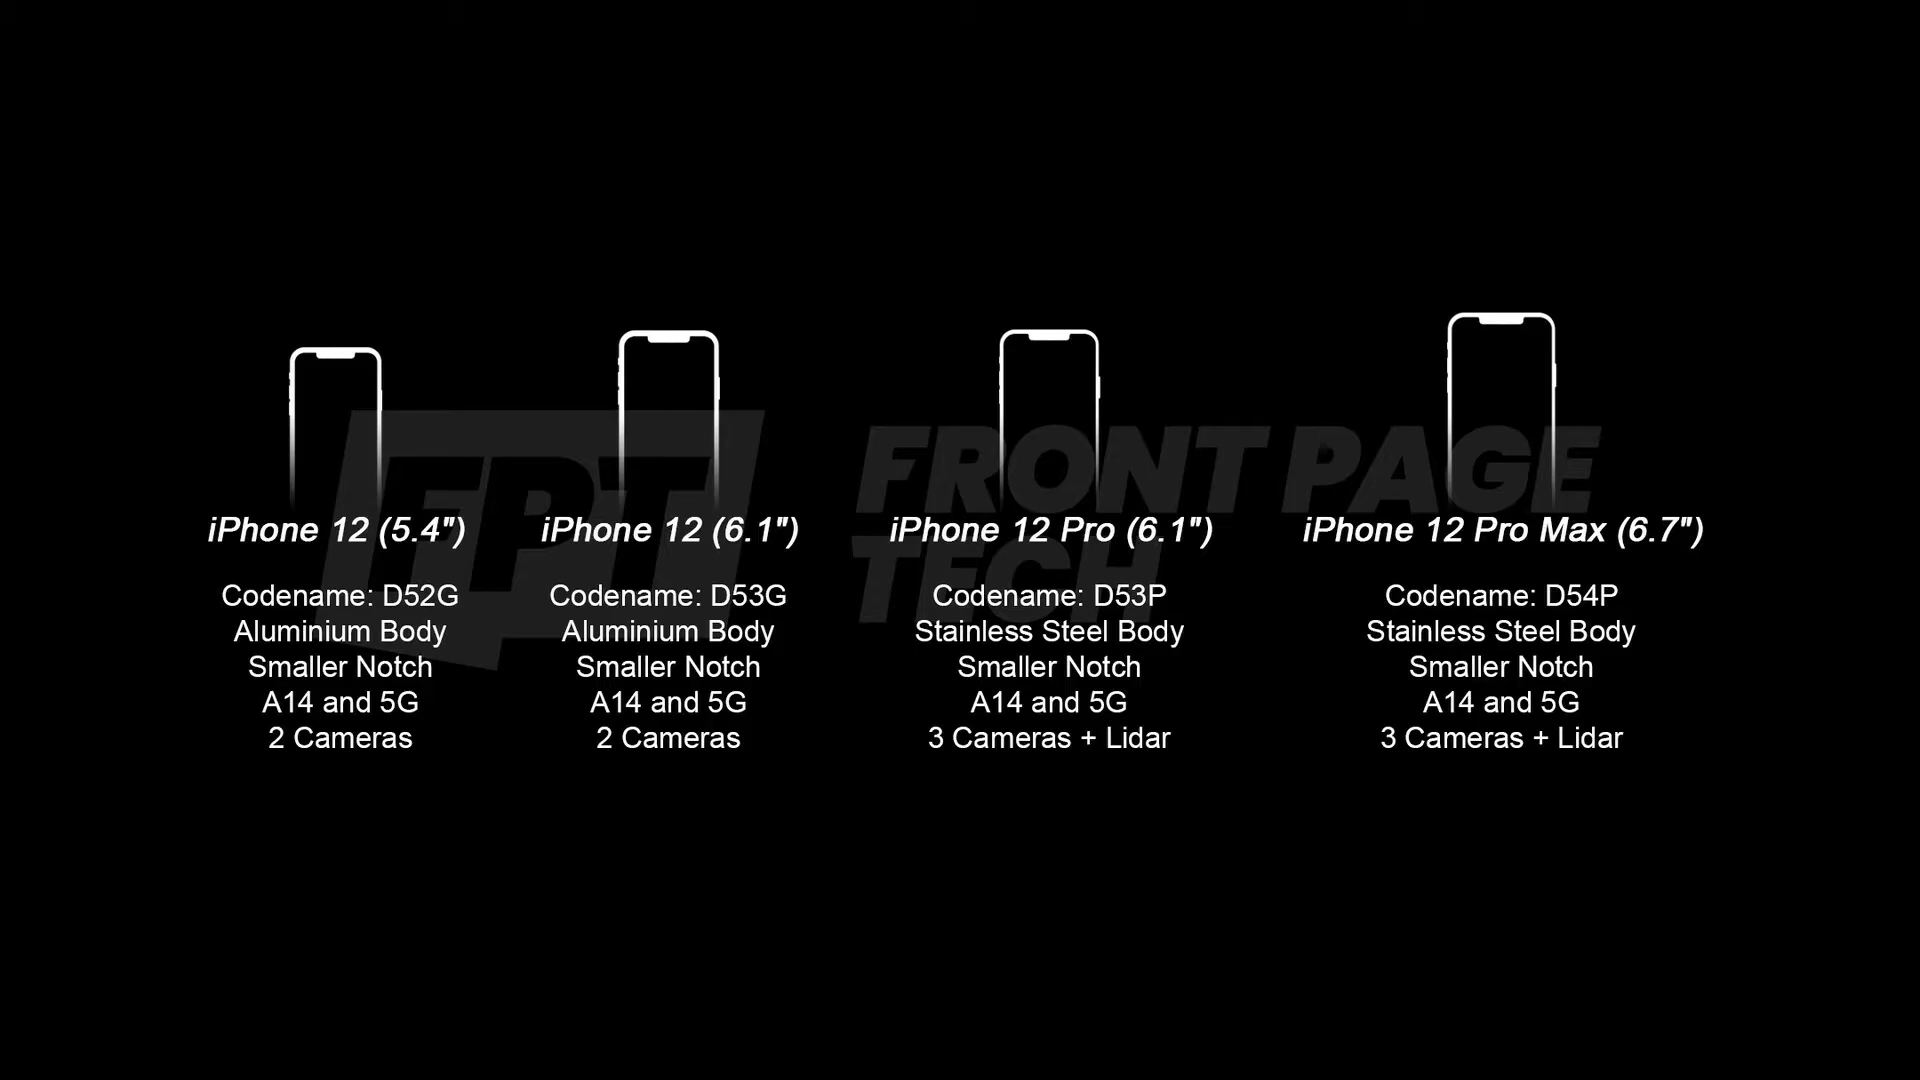 FPT
FRONT PAGE
TECH
iPhone 12 (5.4")
Codename: D52G
Aluminium Body
Smaller Notch
A14 and 5G
2 Cameras
iPhone 12 (6.1")
Codename: D53G
Aluminium Body
Smaller Notch
A14 and 5G
2 Cameras
iPhone 12 Pro (6.1")
Codename: D53P
Stainless Steel Body
Smaller Notch
A14 and 5G
3 Cameras + Lidar
iPhone 12 Pro Max (6.7")
Codename: D54P
Stainless Steel Body
Smaller Notch
A14 and 5G
3 Cameras + Lidar